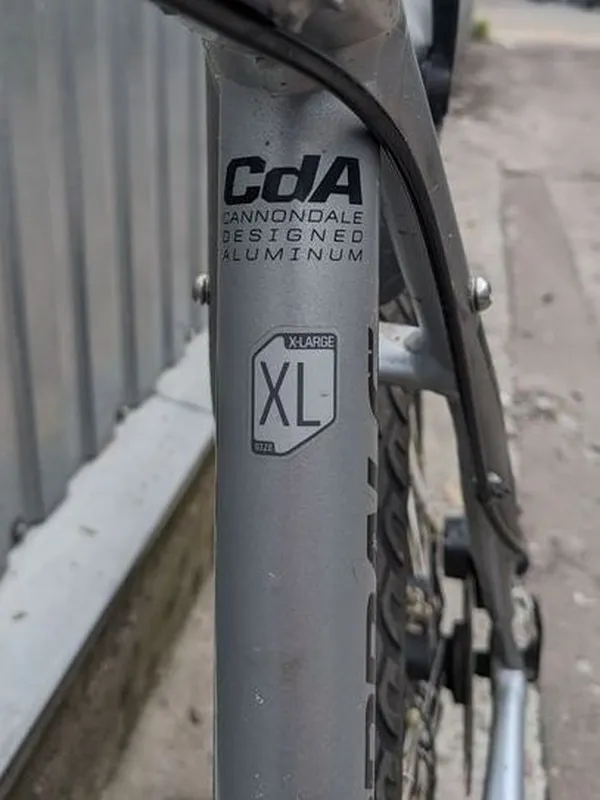 CdA
CANNONDALE
DESIGNED
ALUMINUM
X-LARGE
XL
SIZE